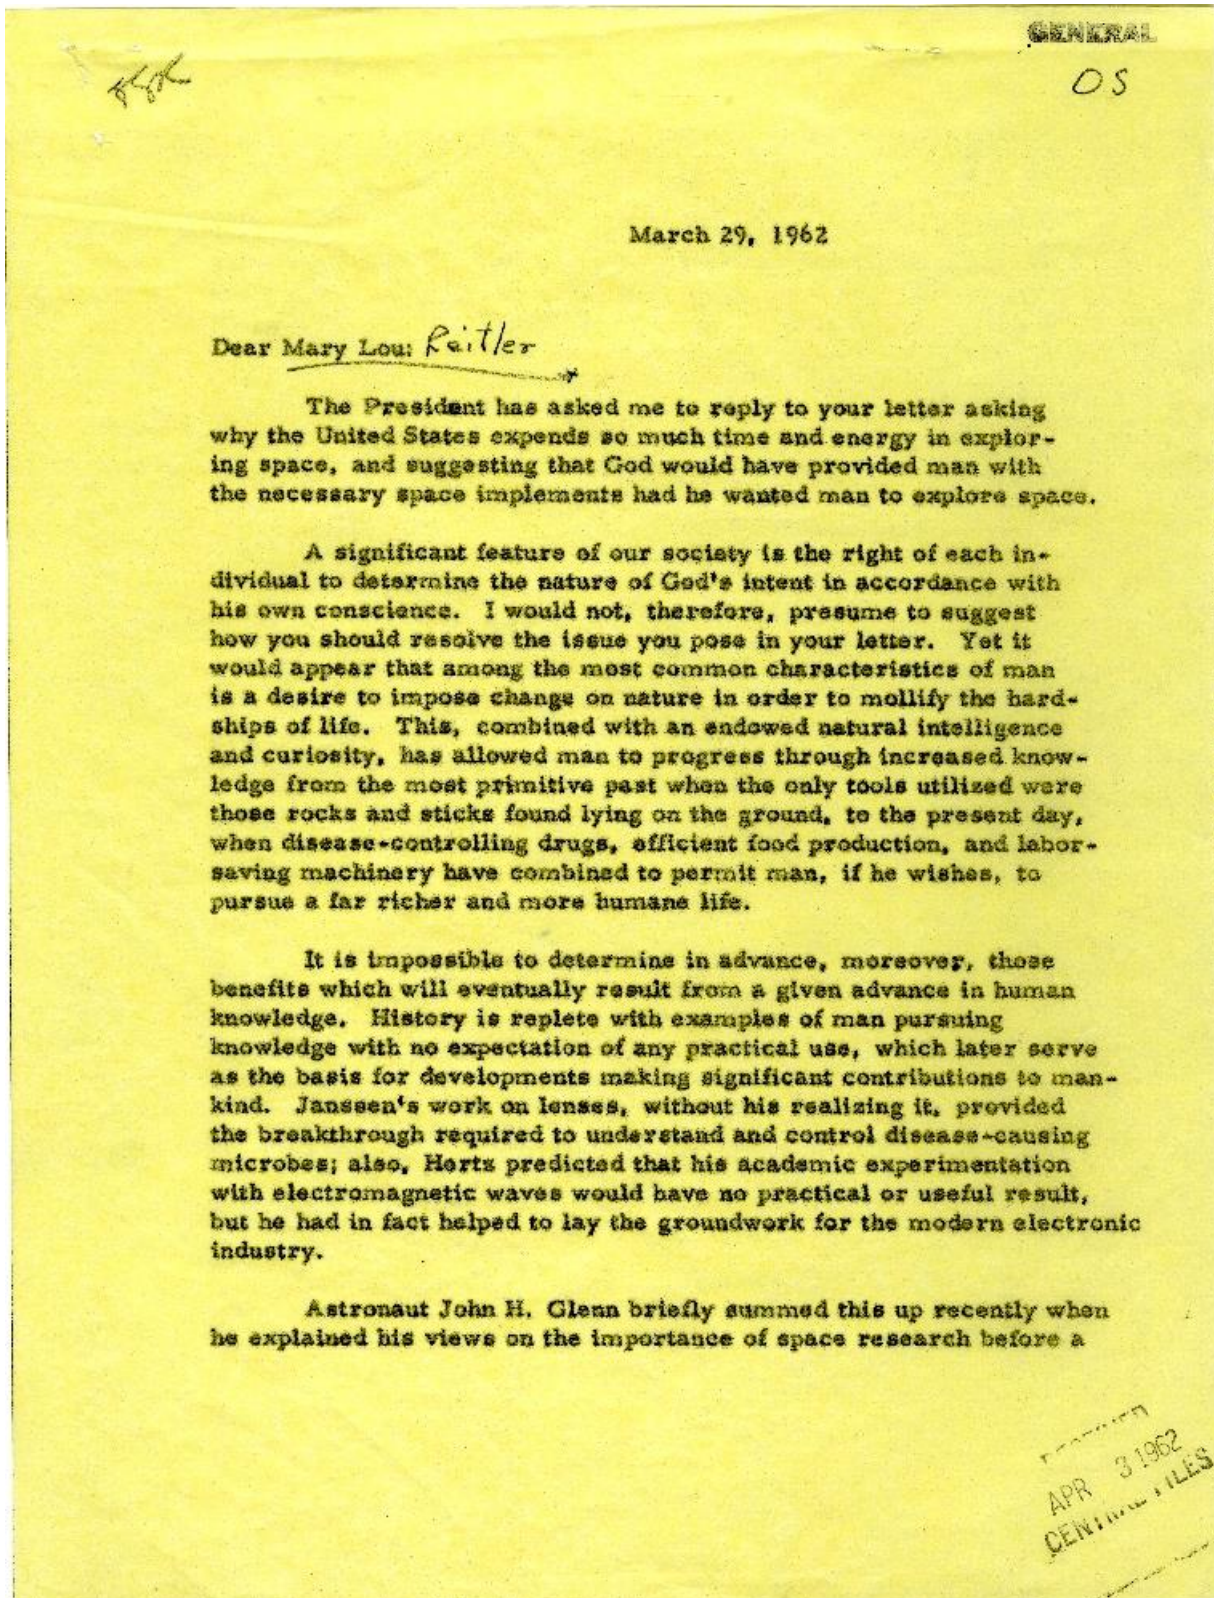 GENERAL
OS
March 29, 1962
Dear Mary Lou: Reitler
The President has asked me to reply to your letter asking
why the United States expends so much time and energy in explor-
ing space, and suggesting that God would have provided man with
the necessary space implements had he wanted man to explore space.
A significant feature of our society is the right of each in-
dividual to determine the nature of God's intent in accordance with
his own conscience. I would not, therefore, presume to suggest
how you should resolve the issue you pose in your letter. Yet it
would appear that among the most common characteristics of man
is a desire to impose change on nature in order to mollify the hard-
ships of life. This, combined with an endowed natural intelligence
and curiosity, has allowed man to progress through increased know-
ledge from the most primitive past when the only tools utilized were
those rocks and sticks found lying on the ground, to the present day,
when disease-controlling drugs, efficient food production, and labor-
saving machinery have combined to permit man, if he wishes, to
pursue a far richer and more humane life.
It is impossible to determine in advance, moreover, those
benefits which will eventually result from a given advance in human
knowledge. History is replete with examples of man pursuing
knowledge with no expectation of any practical use, which later serve
as the basis for developments making significant contributions to man-
kind. Janssen's work on lenses, without his realizing it, provided
the breakthrough required to understand and control disease-causing
microbes; also, Hertz predicted that his academic experimentation
with electromagnetic waves would have no practical or useful result,
but he had in fact helped to lay the groundwork for the modern electronic
industry.
Astronaut John H. Glenn briefly summed this up recently when
he explained his views on the importance of space research before a
RECEIVED
APR 3 1962
CENTRAL FILES